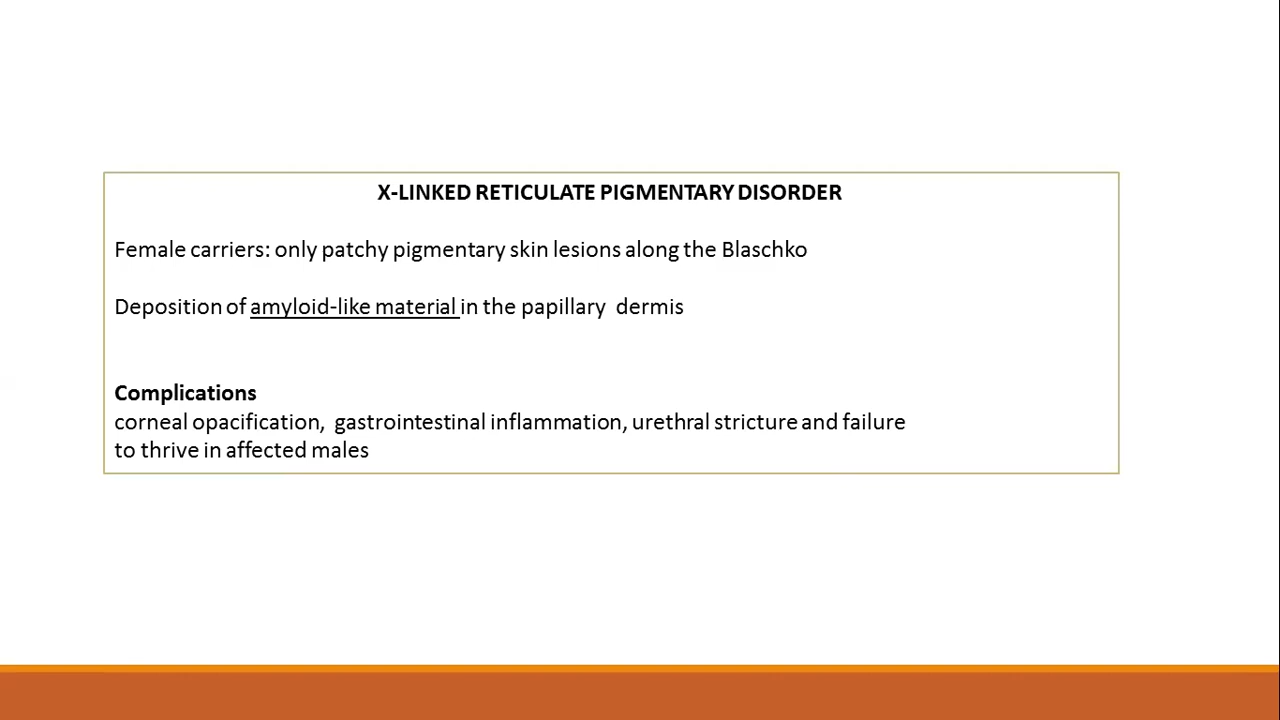 X-LINKED RETICULATE PIGMENTARY DISORDER
Female carriers: only patchy pigmentary skin lesions along the Blaschko
Deposition of amyloid-like material in the papillary dermis
Complications
corneal opacification, gastrointestinal inflammation, urethral stricture and failure
to thrive in affected males